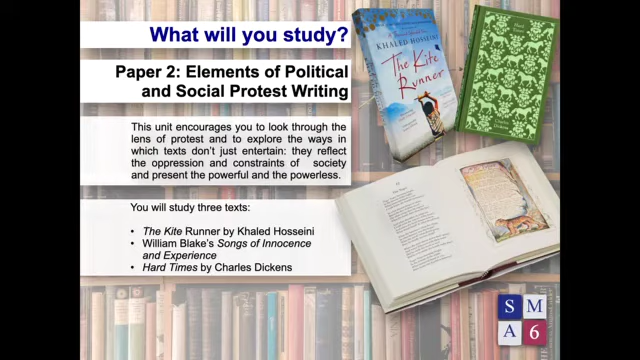 What will you study?
Paper 2: Elements of Political
and Social Protest Writing
This unit encourages you to look through the
lens of protest and to explore the ways in
which texts don't just entertain: they reflect
the oppression and constraints of society
and present the powerful and the powerless.
You will study three texts:
• The Kite Runner by Khaled Hosseini
• William Blake's Songs of Innocence
and Experience
• Hard Times by Charles Dickens
KHALED HOSSEINI
The Kite
Runner
S M
A 6